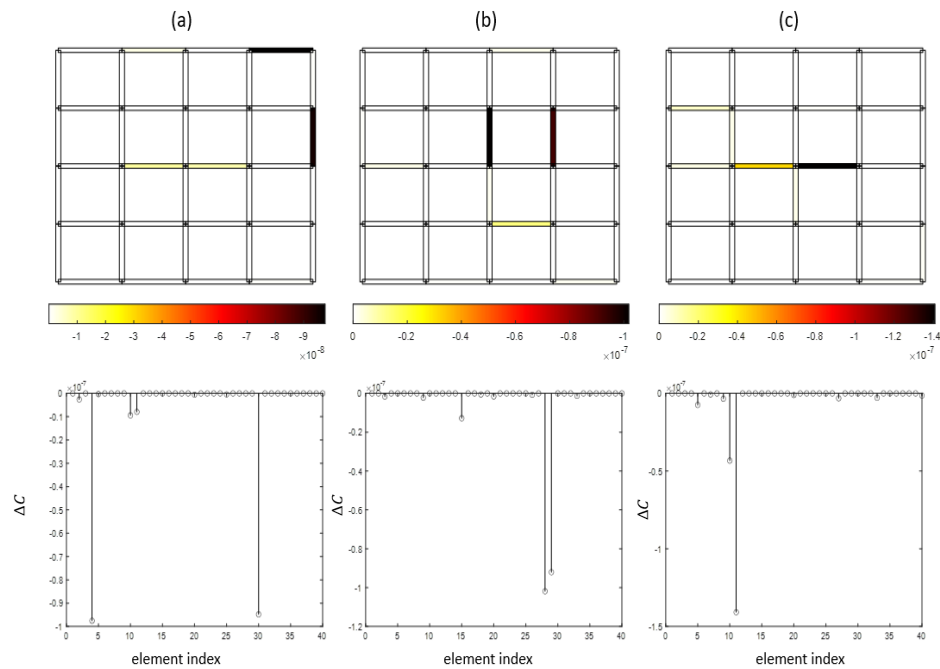 (a) (b) (c)
-1 -2 -3 -4 -5 -6 -7 -8 -9
×10⁻⁸
0 -0.2 -0.4 -0.6 -0.8 -1
×10⁻⁷
0 -0.2 -0.4 -0.6 -0.8 -1 -1.2 -1.4
×10⁻⁷
×10⁻⁷
0
-0.1
-0.2
-0.3
-0.4
-0.5
-0.6
-0.7
-0.8
-0.9
-1
0 5 10 15 20 25 30 35 40
ΔC
element index
×10⁻⁷
0
-0.2
-0.4
-0.6
-0.8
-1
-1.2
0 5 10 15 20 25 30 35 40
ΔC
element index
×10⁻⁷
0
-0.5
-1
-1.5
0 5 10 15 20 25 30 35 40
ΔC
element index